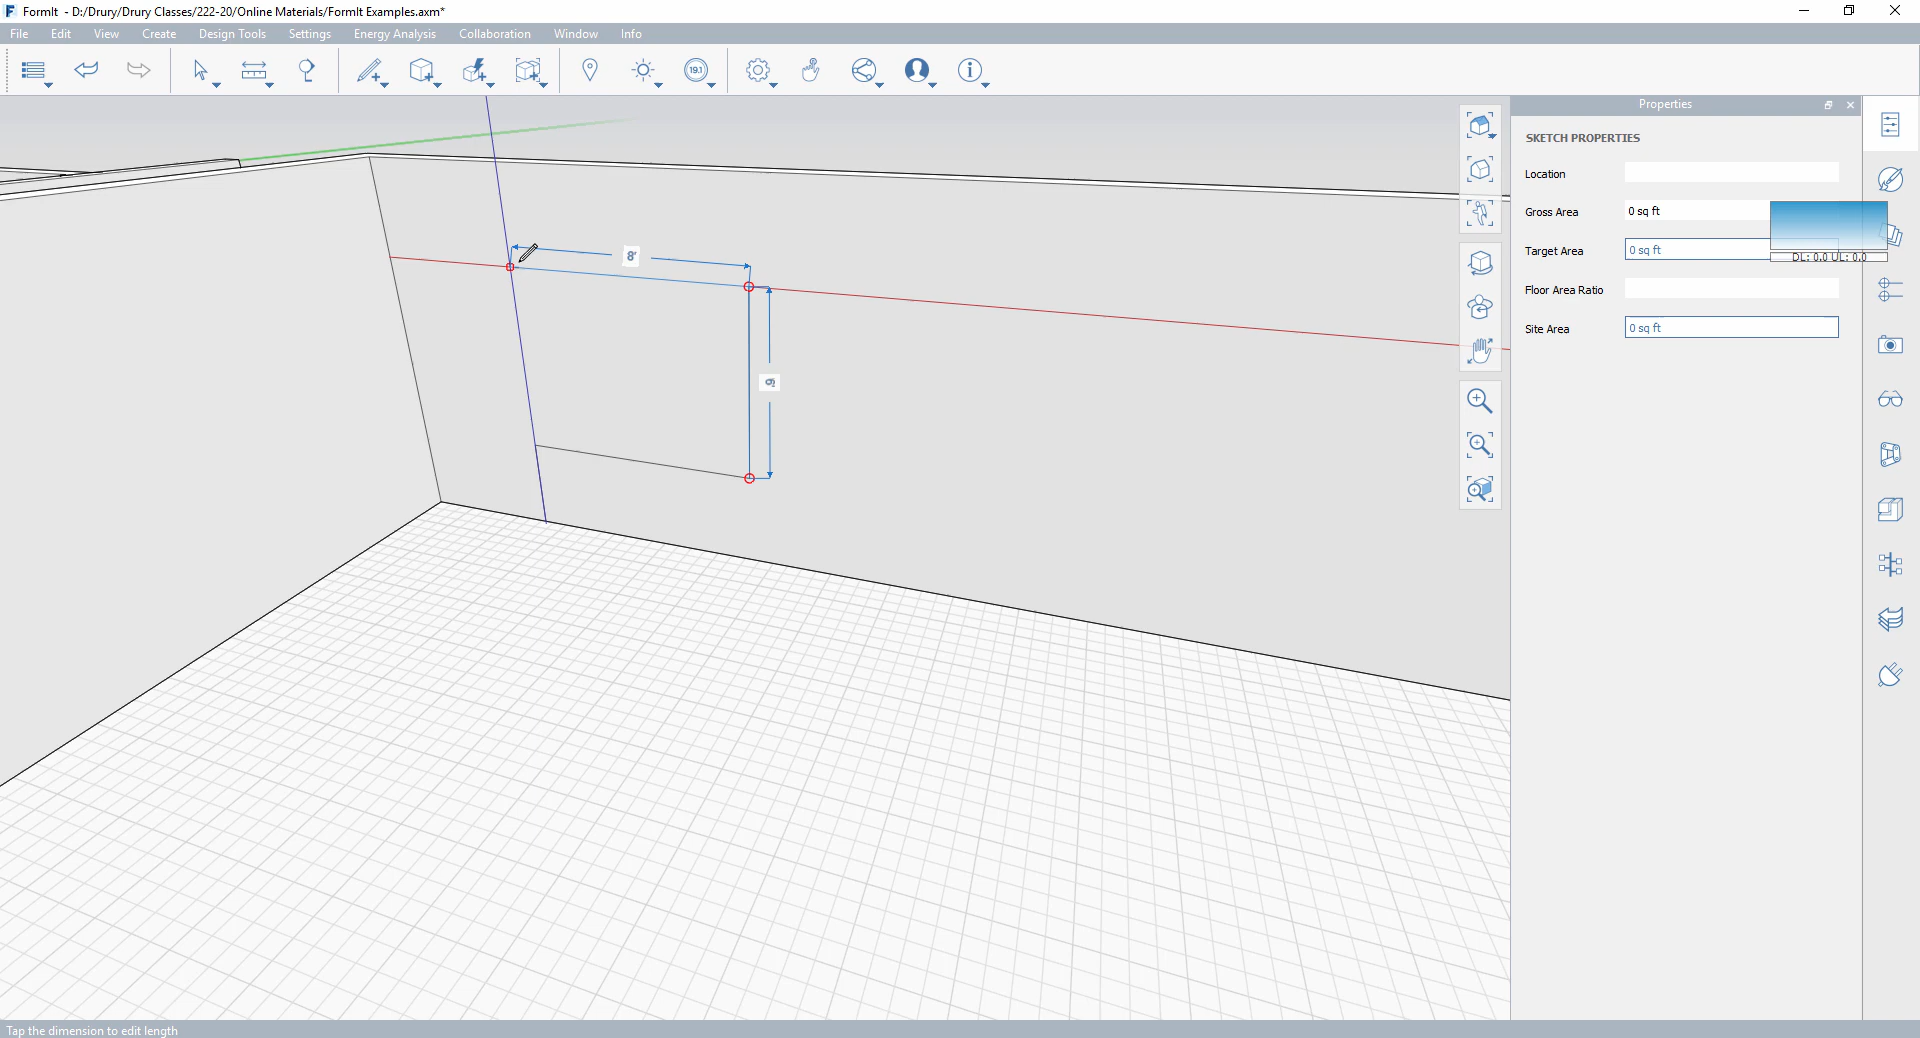 FormIt - D:/Drury/Drury Classes/222-20/Online Materials/FormIt Examples.axm*
File Edit View Create Design Tools Settings Energy Analysis Collaboration Window Info
19.1
Properties
SKETCH PROPERTIES
Location
Gross Area 0 sq ft
Target Area 0 sq ft
DL: 0.0 UL: 0.0
Floor Area Ratio
Site Area 0 sq ft
8'
Tap the dimension to edit length